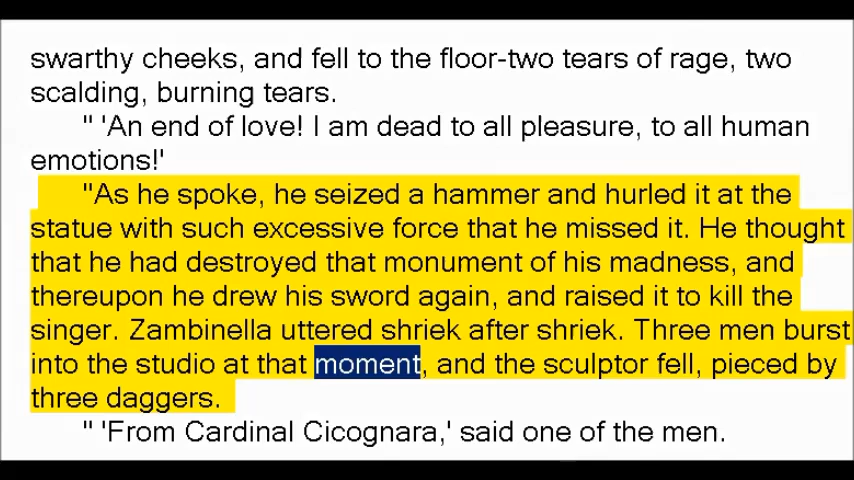 swarthy cheeks, and fell to the floor-two tears of rage, two
scalding, burning tears.
" 'An end of love! I am dead to all pleasure, to all human
emotions!'
"As he spoke, he seized a hammer and hurled it at the
statue with such excessive force that he missed it. He thought
that he had destroyed that monument of his madness, and
thereupon he drew his sword again, and raised it to kill the
singer. Zambinella uttered shriek after shriek. Three men burst
into the studio at that moment, and the sculptor fell, pieced by
three daggers.
" 'From Cardinal Cicognara,' said one of the men.